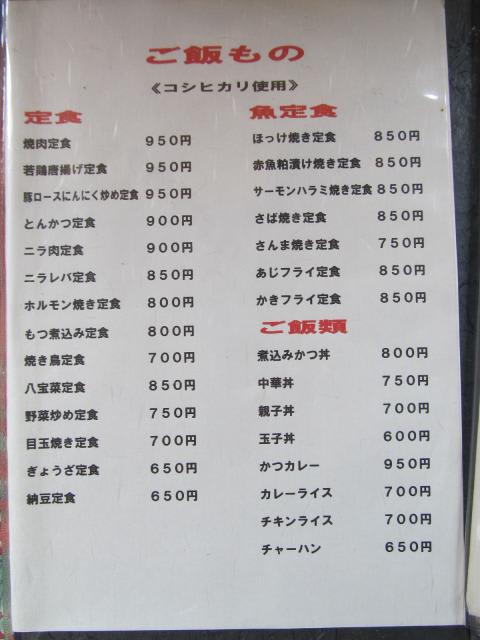 ご飯もの
《コシヒカリ使用》
定食
焼肉定食 950円
若鶏唐揚げ定食 950円
豚ロースにんにく炒め定食 950円
とんかつ定食 900円
ニラ肉定食 900円
ニラレバ定食 850円
ホルモン焼き定食 800円
もつ煮込み定食 800円
焼き鳥定食 700円
八宝菜定食 850円
野菜炒め定食 750円
目玉焼き定食 700円
ぎょうざ定食 650円
納豆定食 650円
魚定食
ほっけ焼き定食 850円
赤魚粕漬け焼き定食 850円
サーモンハラミ焼き定食 850円
さば焼き定食 850円
さんま焼き定食 750円
あじフライ定食 850円
かきフライ定食 850円
ご飯類
煮込みかつ丼 800円
中華丼 750円
親子丼 700円
玉子丼 600円
かつカレー 950円
カレーライス 700円
チキンライス 700円
チャーハン 650円